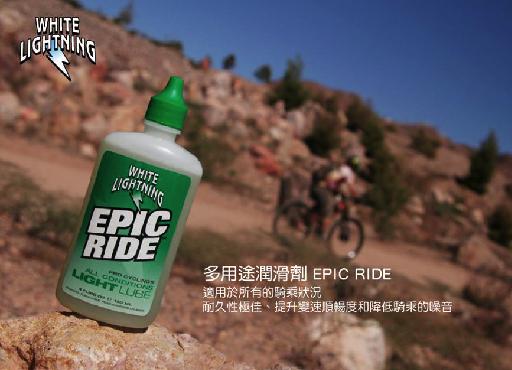 WHITE
LIGHTNING
WHITE
LIGHTNING
EPIC
RIDE
PRO CYCLING'S
ALL CONDITIONS
LIGHT LUBE
多用途潤滑劑 EPIC RIDE
適用於所有的騎乘狀況
耐久性極佳、提升變速順暢度和降低騎乘的噪音